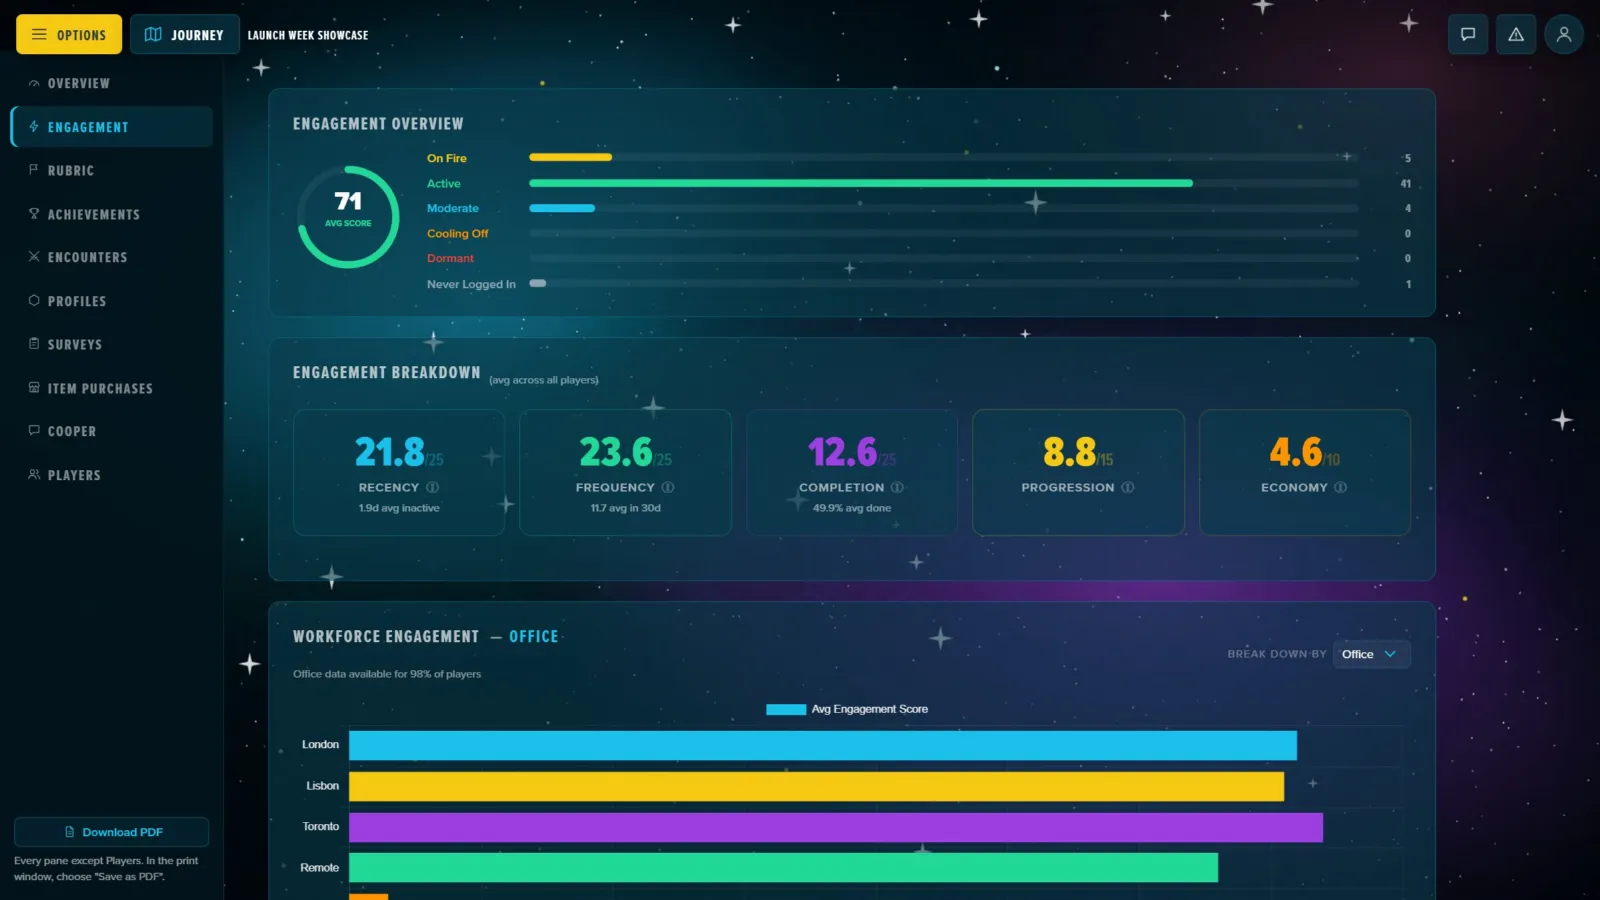 OPTIONS
JOURNEY
LAUNCH WEEK SHOWCASE
OVERVIEW
ENGAGEMENT
RUBRIC
ACHIEVEMENTS
ENCOUNTERS
PROFILES
SURVEYS
ITEM PURCHASES
COOPER
PLAYERS
Download PDF
Every pane except Players. In the print
window, choose "Save as PDF".
ENGAGEMENT OVERVIEW
71
AVG SCORE
On Fire 5
Active 41
Moderate 4
Cooling Off 0
Dormant 0
Never Logged In 1
ENGAGEMENT BREAKDOWN (avg across all players)
21.8/25
RECENCY
1.9d avg inactive
23.6/25
FREQUENCY
11.7 avg in 30d
12.6/25
COMPLETION
49.9% avg done
8.8/15
PROGRESSION
4.6/10
ECONOMY
WORKFORCE ENGAGEMENT — OFFICE
Office data available for 98% of players
BREAK DOWN BY Office
Avg Engagement Score
London
Lisbon
Toronto
Remote